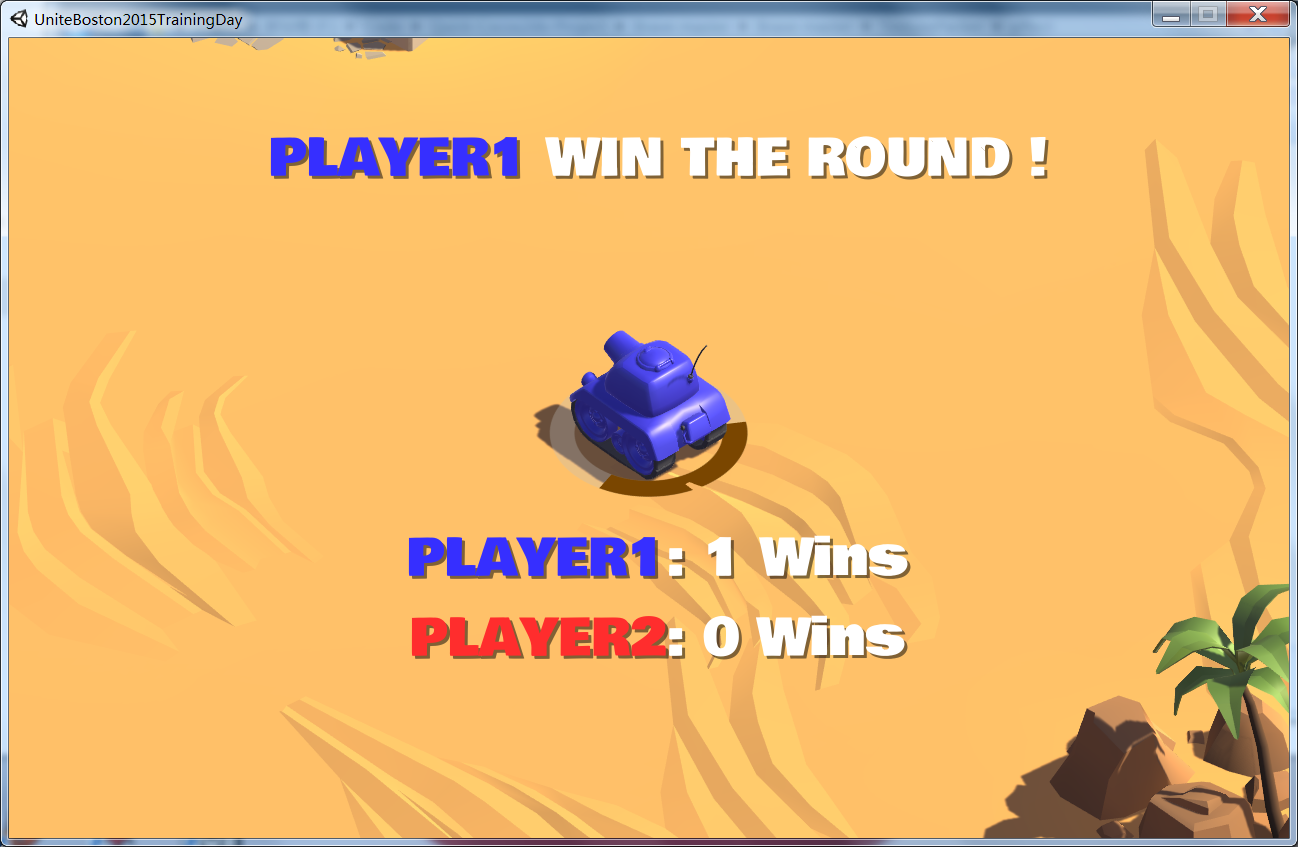 UniteBoston2015TrainingDay
PLAYER1 WIN THE ROUND !
PLAYER1: 1 Wins
PLAYER2: 0 Wins